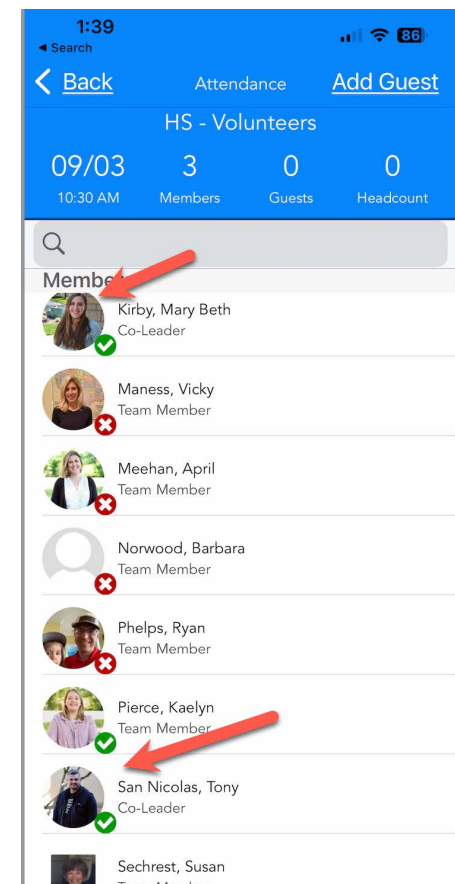 1:39
86
Search
Back Attendance Add Guest
HS - Volunteers
09/03 3 0 0
10:30 AM Members Guests Headcount
Kirby, Mary Beth
Co-Leader
Maness, Vicky
Team Member
Meehan, April
Team Member
Norwood, Barbara
Team Member
Phelps, Ryan
Team Member
Pierce, Kaelyn
Team Member
San Nicolas, Tony
Co-Leader
Sechrest, Susan
Team Member